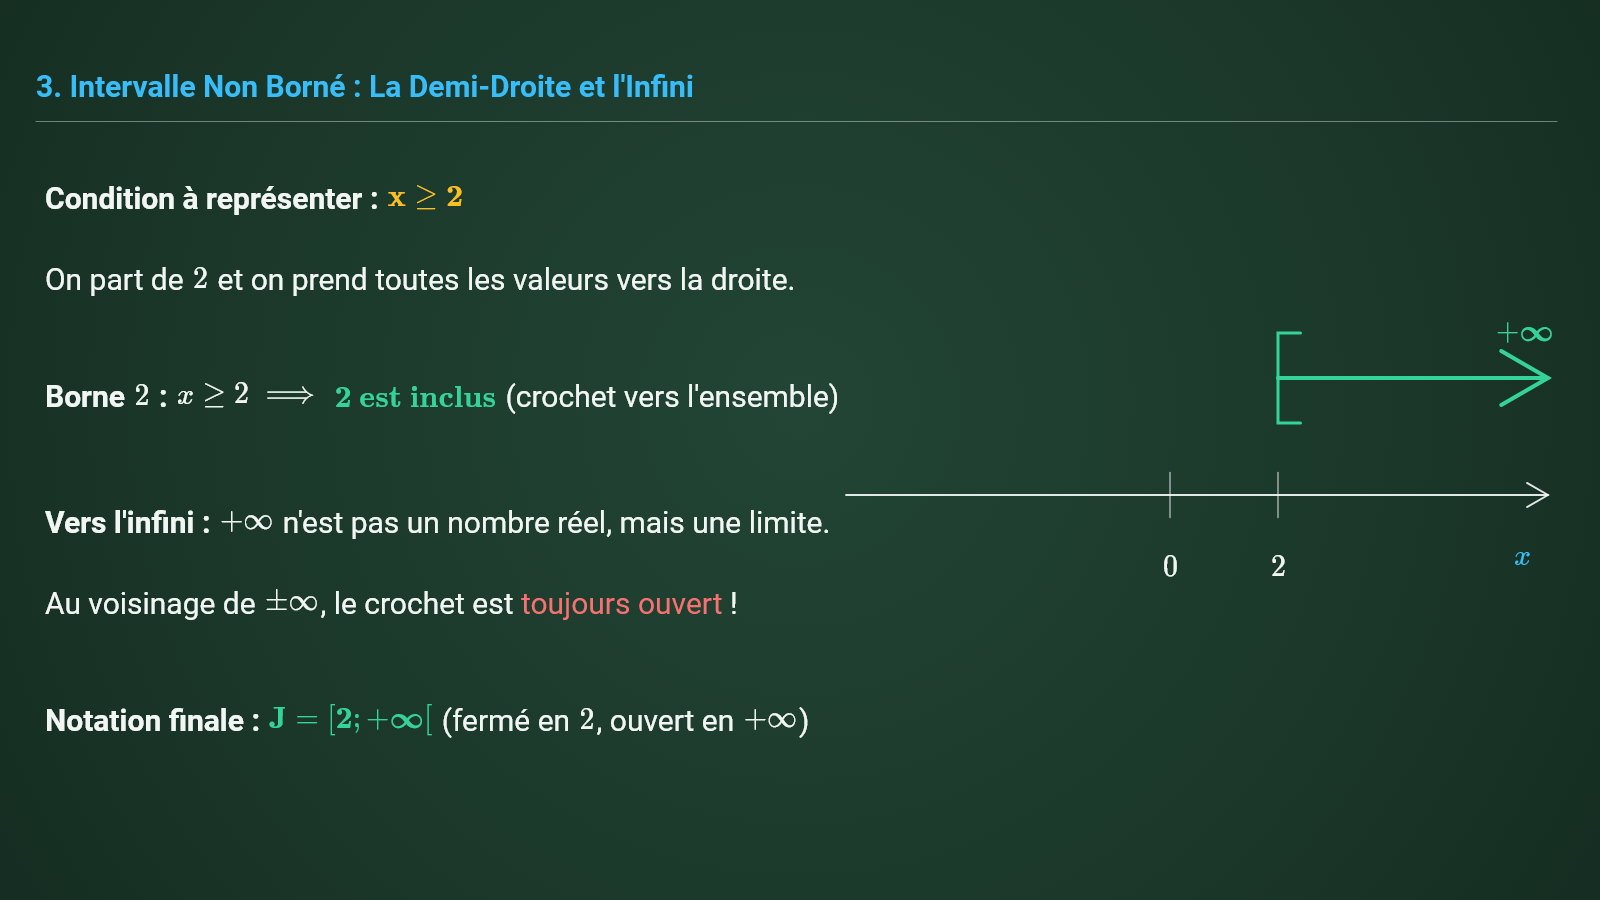 3. Intervalle Non Borné : La Demi-Droite et l'Infini
Condition à représenter : x ≥ 2
On part de 2 et on prend toutes les valeurs vers la droite.
Borne 2 : x ≥ 2 ⟹ 2 est inclus (crochet vers l'ensemble)
Vers l'infini : +∞ n'est pas un nombre réel, mais une limite.
Au voisinage de ±∞, le crochet est toujours ouvert !
Notation finale : J = [2; +∞[ (fermé en 2, ouvert en +∞)
+∞
0 2 x